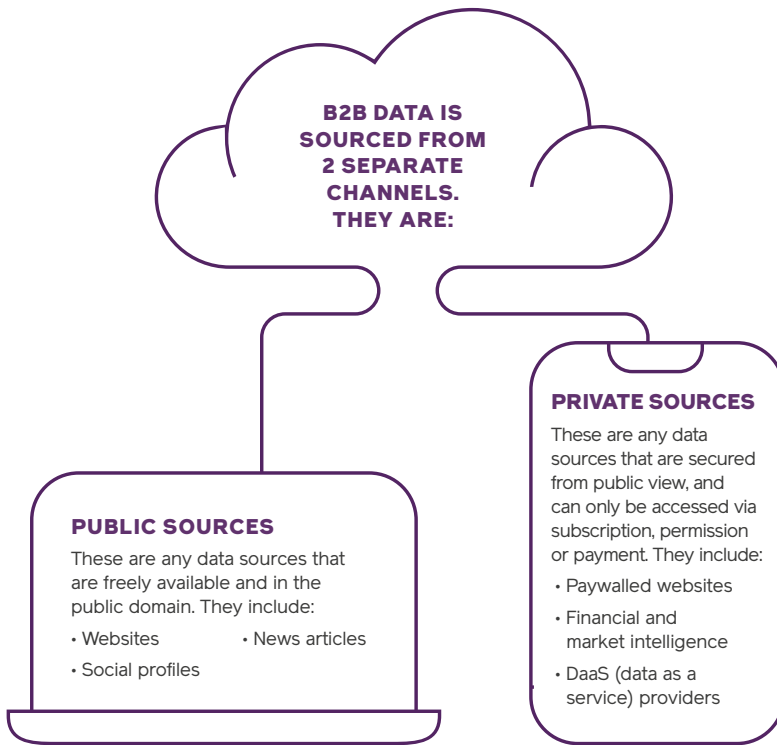 B2B DATA IS
SOURCED FROM
2 SEPARATE
CHANNELS.
THEY ARE:
PUBLIC SOURCES
These are any data sources that
are freely available and in the
public domain. They include:
• Websites • News articles
• Social profiles
PRIVATE SOURCES
These are any data
sources that are secured
from public view, and
can only be accessed via
subscription, permission
or payment. They include:
• Paywalled websites
• Financial and
market intelligence
• DaaS (data as a
service) providers